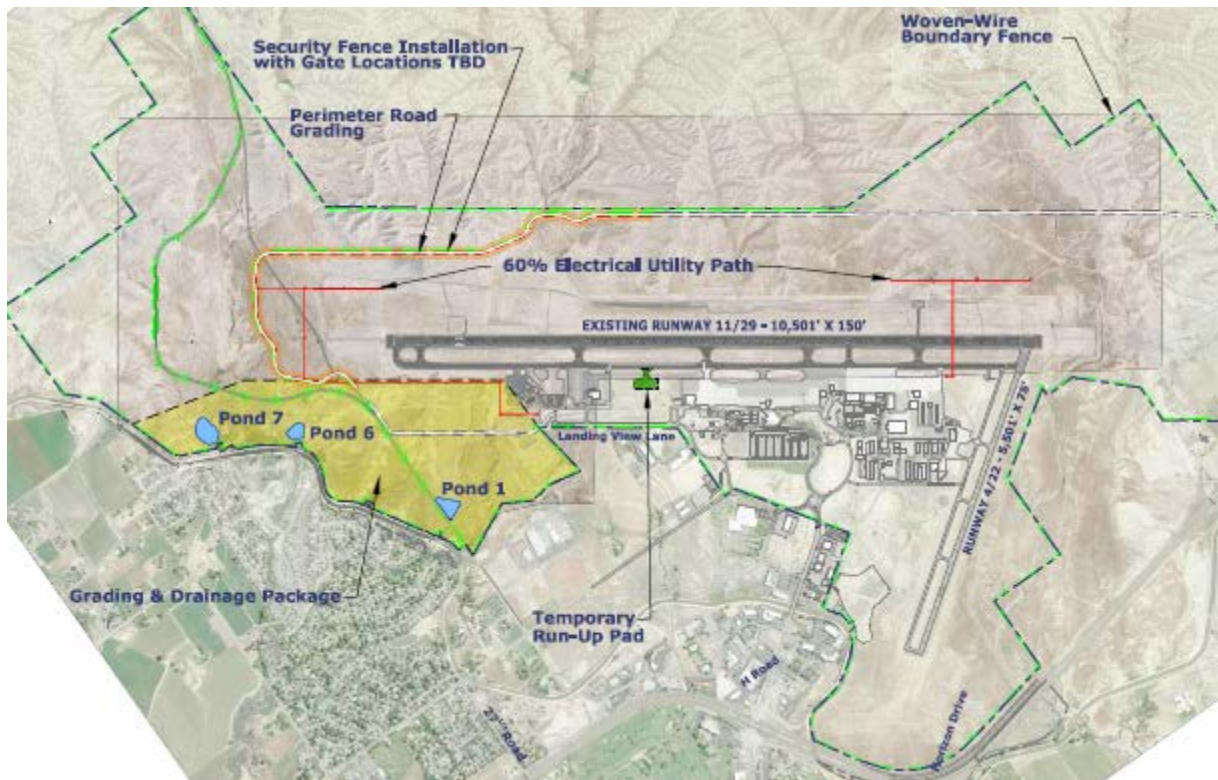 Woven-Wire
Boundary Fence
Security Fence Installation
with Gate Locations TBD
Perimeter Road
Grading
60% Electrical Utility Path
EXISTING RUNWAY 11/29 - 10,501' X 150'
Pond 7
Pond 6
Landing View Lane
Pond 1
RUNWAY 4/22 - 5,501' X 75'
Grading & Drainage Package
Temporary
Run-Up Pad
H Road
27 Road
Horizon Drive